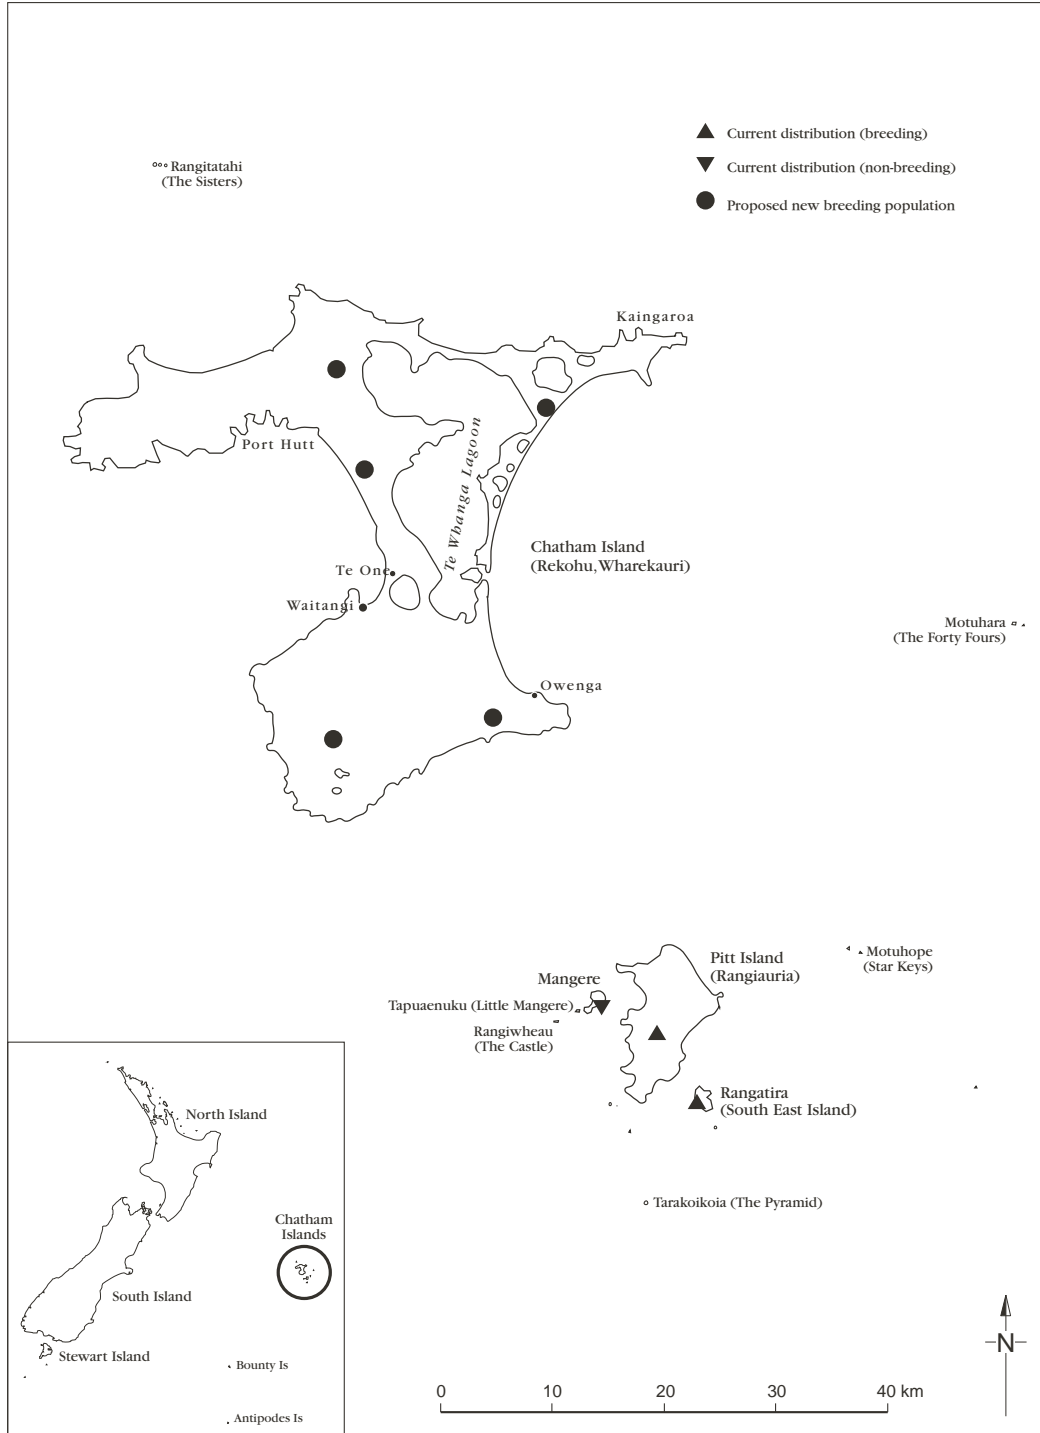 Current distribution (breeding)
Current distribution (non-breeding)
Proposed new breeding population
Rangitatahi
(The Sisters)
Kaingaroa
Port Hutt
Te Whanga Lagoon
Chatham Island
(Rekohu, Wharekauri)
Te One
Waitangi
Motuhara
(The Forty Fours)
Owenga
Motuhope
(Star Keys)
Pitt Island
(Rangiauria)
Mangere
Tapuaenuku (Little Mangere)
Rangiwheau
(The Castle)
Rangatira
(South East Island)
Tarakoikoia (The Pyramid)
North Island
Chatham
Islands
South Island
Stewart Island
Bounty Is
Antipodes Is
0 10 20 30 40 km
N